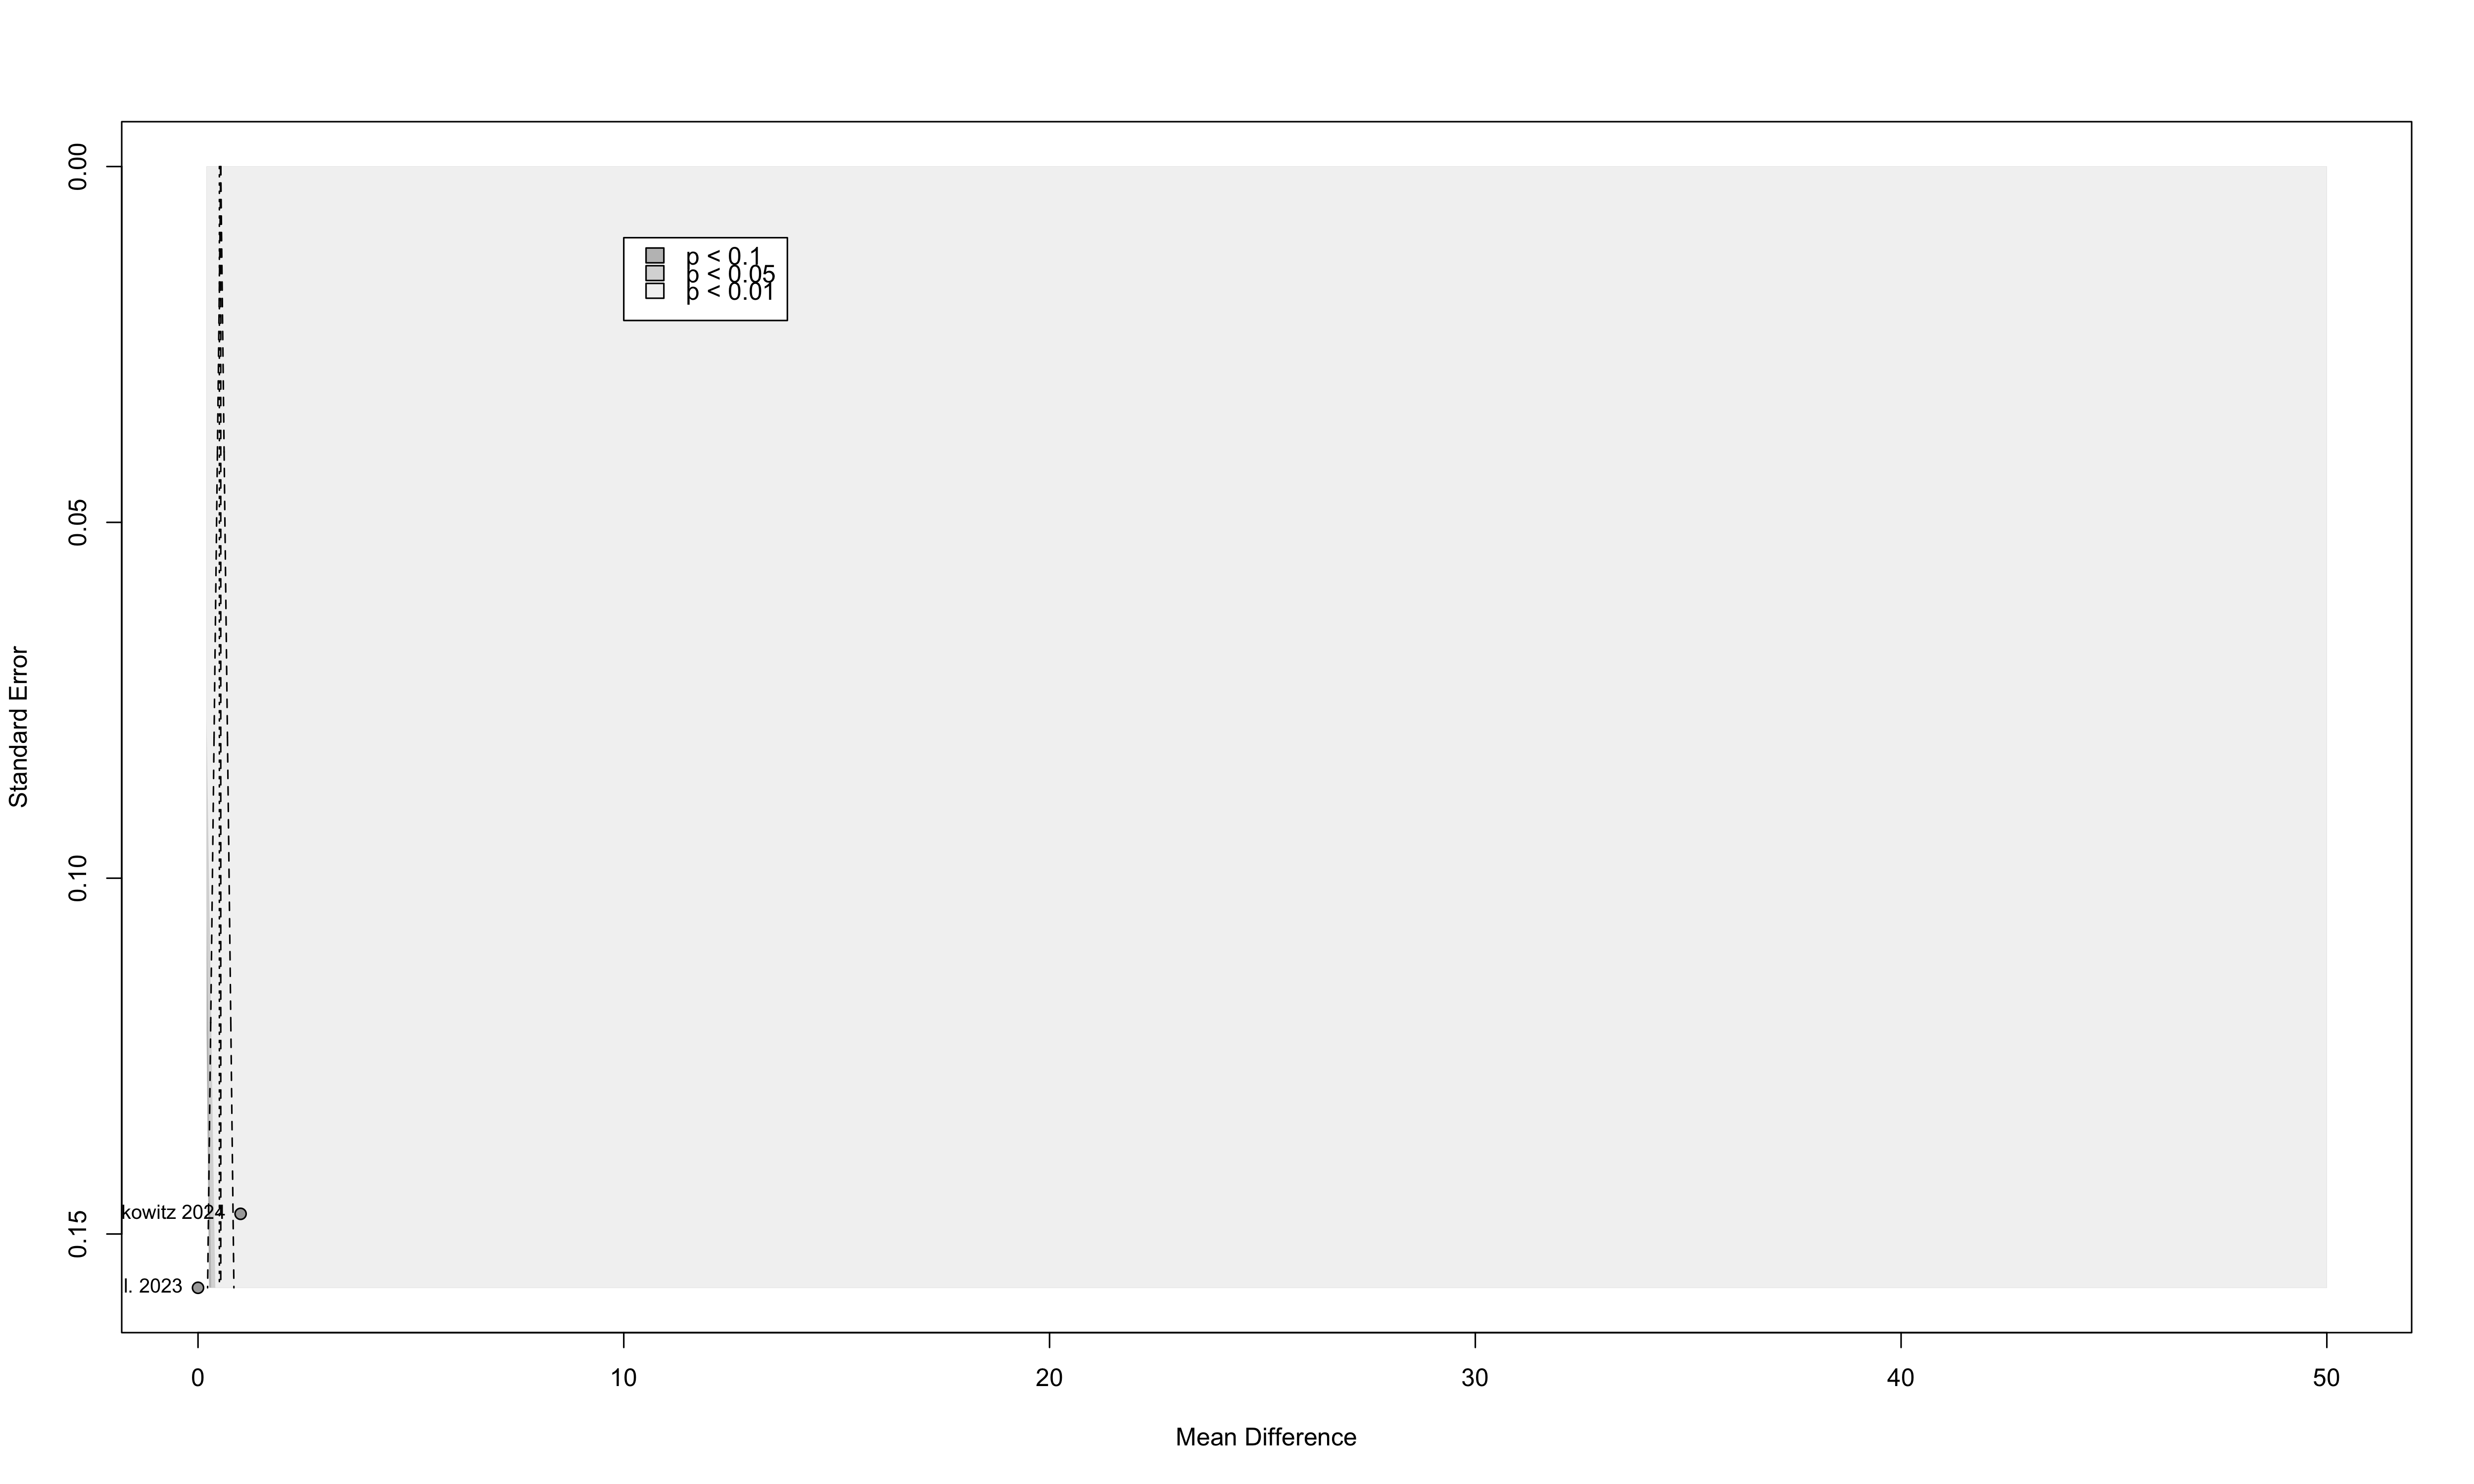 0.00
0.05
0.10
0.15
Standard Error
p < 0.1
p < 0.05
p < 0.01
kowitz 2024
l. 2023
0
10
20
30
40
50
Mean Difference